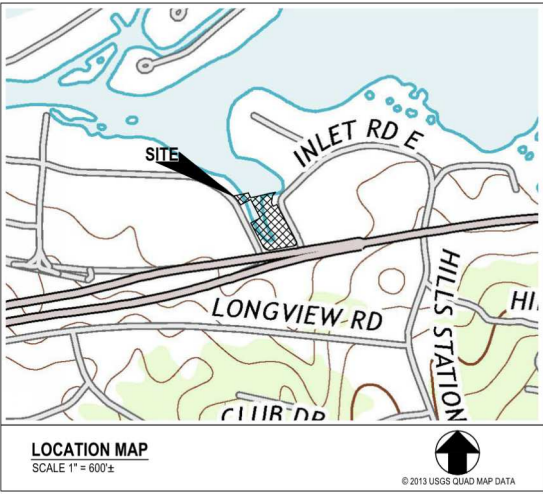 SITE
INLET RD E
LONGVIEW RD
HILLS STATION
HI
CLUB DR
LOCATION MAP
SCALE 1" = 600'±
© 2013 USGS QUAD MAP DATA